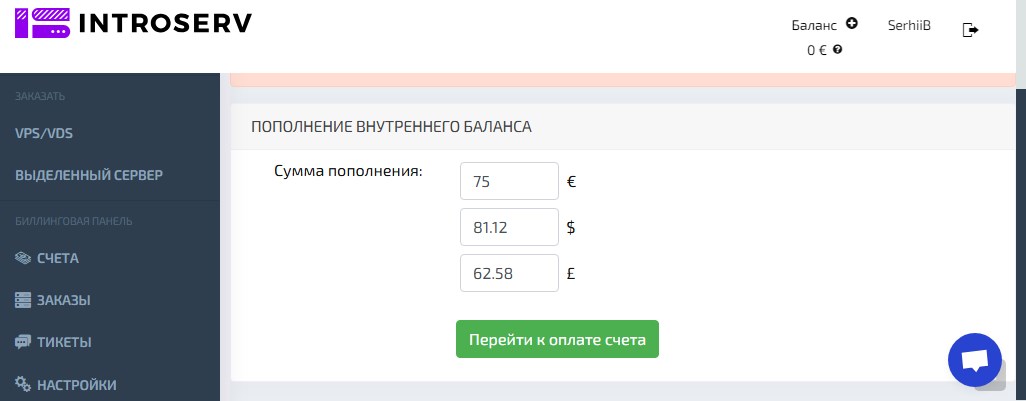 INTROSERV
Баланс
SerhiiB
0 €
ЗАКАЗАТЬ
VPS/VDS
ВЫДЕЛЕННЫЙ СЕРВЕР
БИЛЛИНГОВАЯ ПАНЕЛЬ
СЧЕТА
ЗАКАЗЫ
ТИКЕТЫ
НАСТРОЙКИ
ПОПОЛНЕНИЕ ВНУТРЕННЕГО БАЛАНСА
Сумма пополнения:
75 €
81.12 $
62.58 £
Перейти к оплате счета